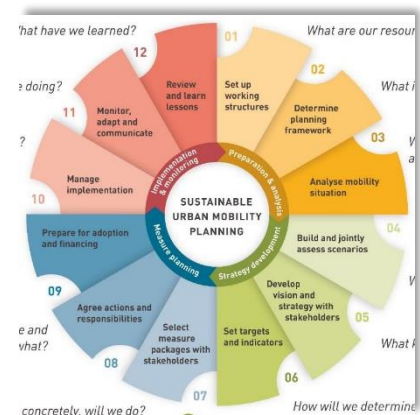 hat have we learned?
What are our resour
e doing?
What i
?
a
12
Review
and learn
lessons
01
Set up
working
structures
02
Determine
planning
framework
03
Analyse mobility
situation
04
Build and jointly
assess scenarios
05
Develop
vision and
strategy with
stakeholders
06
Set targets
and indicators
07
Select
measure
packages with
stakeholders
08
Agree actions and
responsibilities
09
Prepare for adoption
and financing
10
Manage
implementation
11
Monitor,
adapt and
communicate
Implementation
& monitoring
Preparation & analysis
Strategy development
Measure planning
SUSTAINABLE
URBAN MOBILITY
PLANNING
e and
what?
What
concretely, will we do?
How will we determine